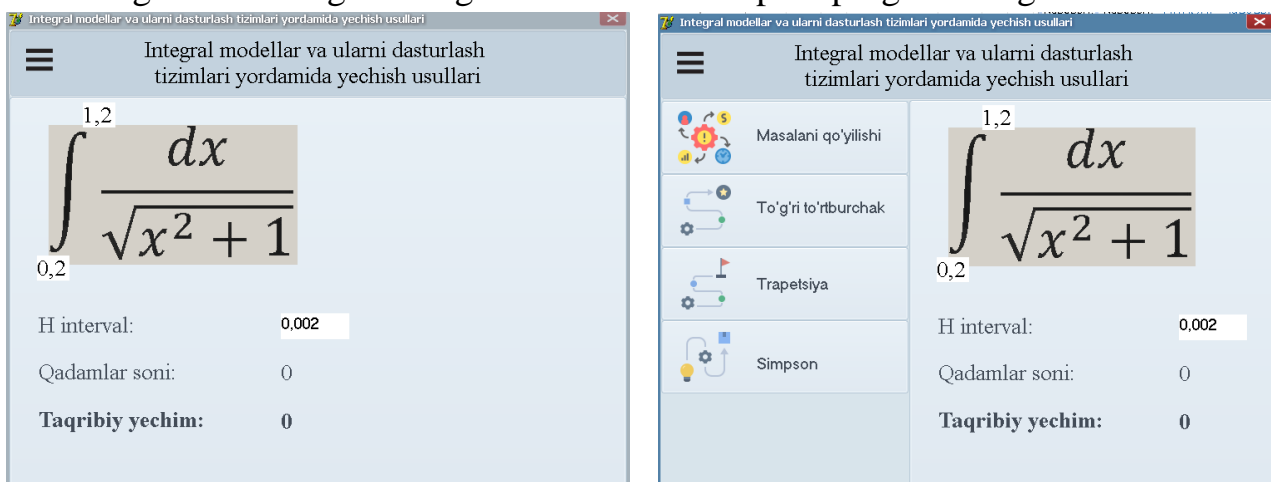 Integral modellar va ularni dasturlash tizimlari yordamida yechish usullari
Integral modellar va ularni dasturlash
tizimlari yordamida yechish usullari
1,2
∫ dx / √(x² + 1)
0,2
H interval: 0,002
Qadamlar soni: 0
Taqribiy yechim: 0
Integral modellar va ularni dasturlash tizimlari yordamida yechish usullari
Integral modellar va ularni dasturlash
tizimlari yordamida yechish usullari
Masalani qo'yilishi
To'g'ri to'rtburchak
Trapetsiya
Simpson
1,2
∫ dx / √(x² + 1)
0,2
H interval: 0,002
Qadamlar soni: 0
Taqribiy yechim: 0